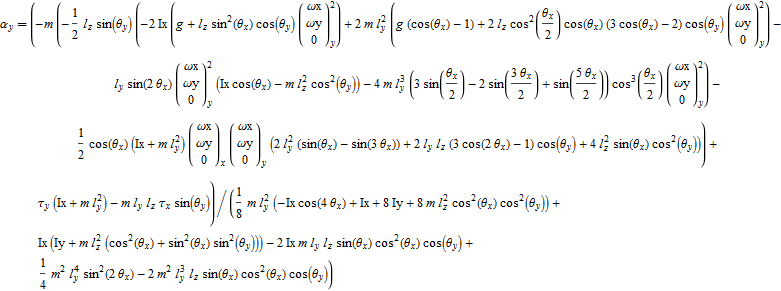 α_y = (-m (-1/2 l_z sin(θ_y) (-2 Ix (g + l_z sin²(θ_x) cos(θ_y) (ωx ωy 0)_y²) + 2 m l_y² (g (cos(θ_x) - 1) + 2 l_z cos²(θ_x/2) cos(θ_x) (3 cos(θ_x) - 2) cos(θ_y) (ωx ωy 0)_y²) -
l_y sin(2 θ_x) (ωx ωy 0)_y² (Ix cos(θ_x) - m l_z² cos²(θ_y)) - 4 m l_y³ (3 sin(θ_x/2) - 2 sin(3 θ_x/2) + sin(5 θ_x/2)) cos³(θ_x/2) (ωx ωy 0)_y²) -
1/2 cos(θ_x) (Ix + m l_y²) (ωx ωy 0)_x (ωx ωy 0)_y (2 l_y² (sin(θ_x) - sin(3 θ_x)) + 2 l_y l_z (3 cos(2 θ_x) - 1) cos(θ_y) + 4 l_z² sin(θ_x) cos²(θ_y))) +
τ_y (Ix + m l_y²) - m l_y l_z τ_x sin(θ_y)) / (1/8 m l_y² (-Ix cos(4 θ_x) + Ix + 8 Iy + 8 m l_z² cos²(θ_x) cos²(θ_y)) +
Ix (Iy + m l_z² (cos²(θ_x) + sin²(θ_x) sin²(θ_y))) - 2 Ix m l_y l_z sin(θ_x) cos²(θ_x) cos(θ_y) +
1/4 m² l_y⁴ sin²(2 θ_x) - 2 m² l_y³ l_z sin(θ_x) cos²(θ_x) cos(θ_y))